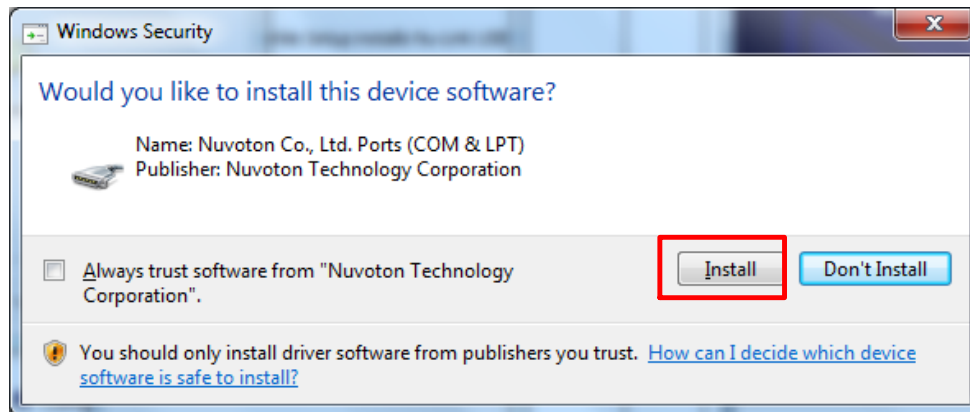 Windows Security
Would you like to install this device software?
Name: Nuvoton Co., Ltd. Ports (COM & LPT)
Publisher: Nuvoton Technology Corporation
Always trust software from "Nuvoton Technology
Corporation".
Install
Don't Install
You should only install driver software from publishers you trust. How can I decide which device
software is safe to install?